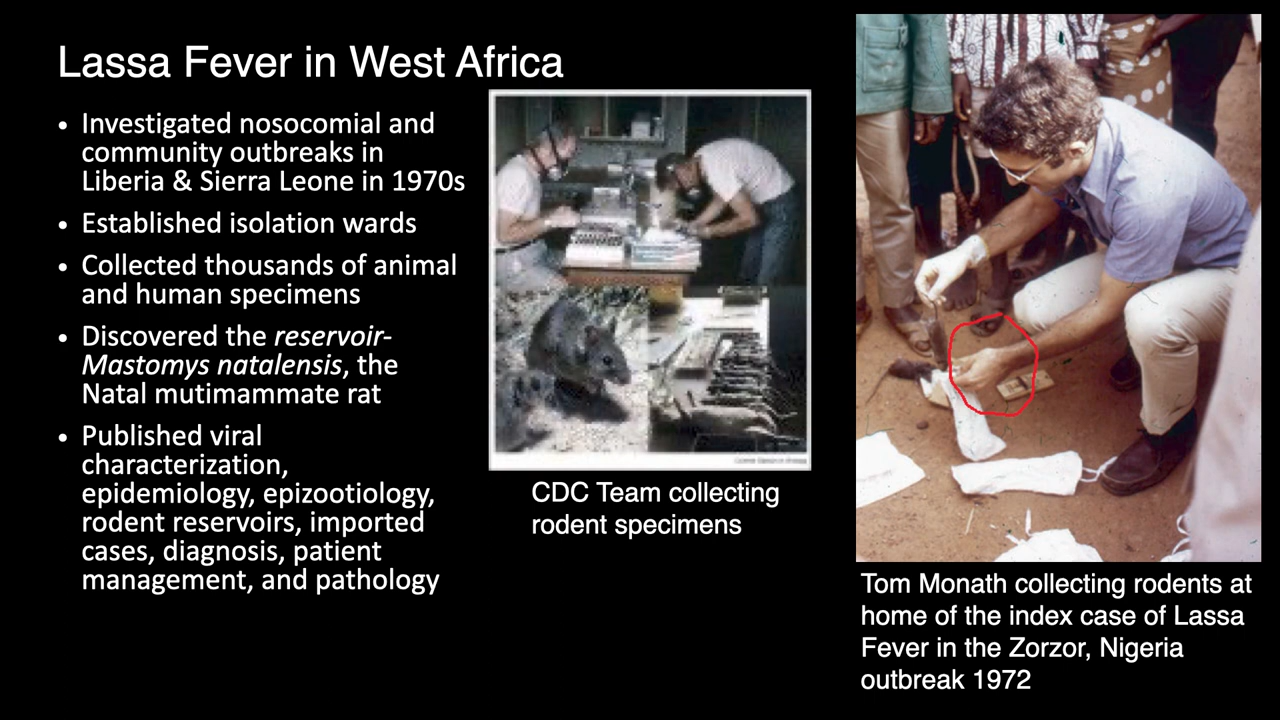 Lassa Fever in West Africa
• Investigated nosocomial and
community outbreaks in
Liberia & Sierra Leone in 1970s
• Established isolation wards
• Collected thousands of animal
and human specimens
• Discovered the reservoir-
Mastomys natalensis, the
Natal mutimammate rat
• Published viral
characterization,
epidemiology, epizootiology,
rodent reservoirs, imported
cases, diagnosis, patient
management, and pathology
CDC Team collecting
rodent specimens
Tom Monath collecting rodents at
home of the index case of Lassa
Fever in the Zorzor, Nigeria
outbreak 1972